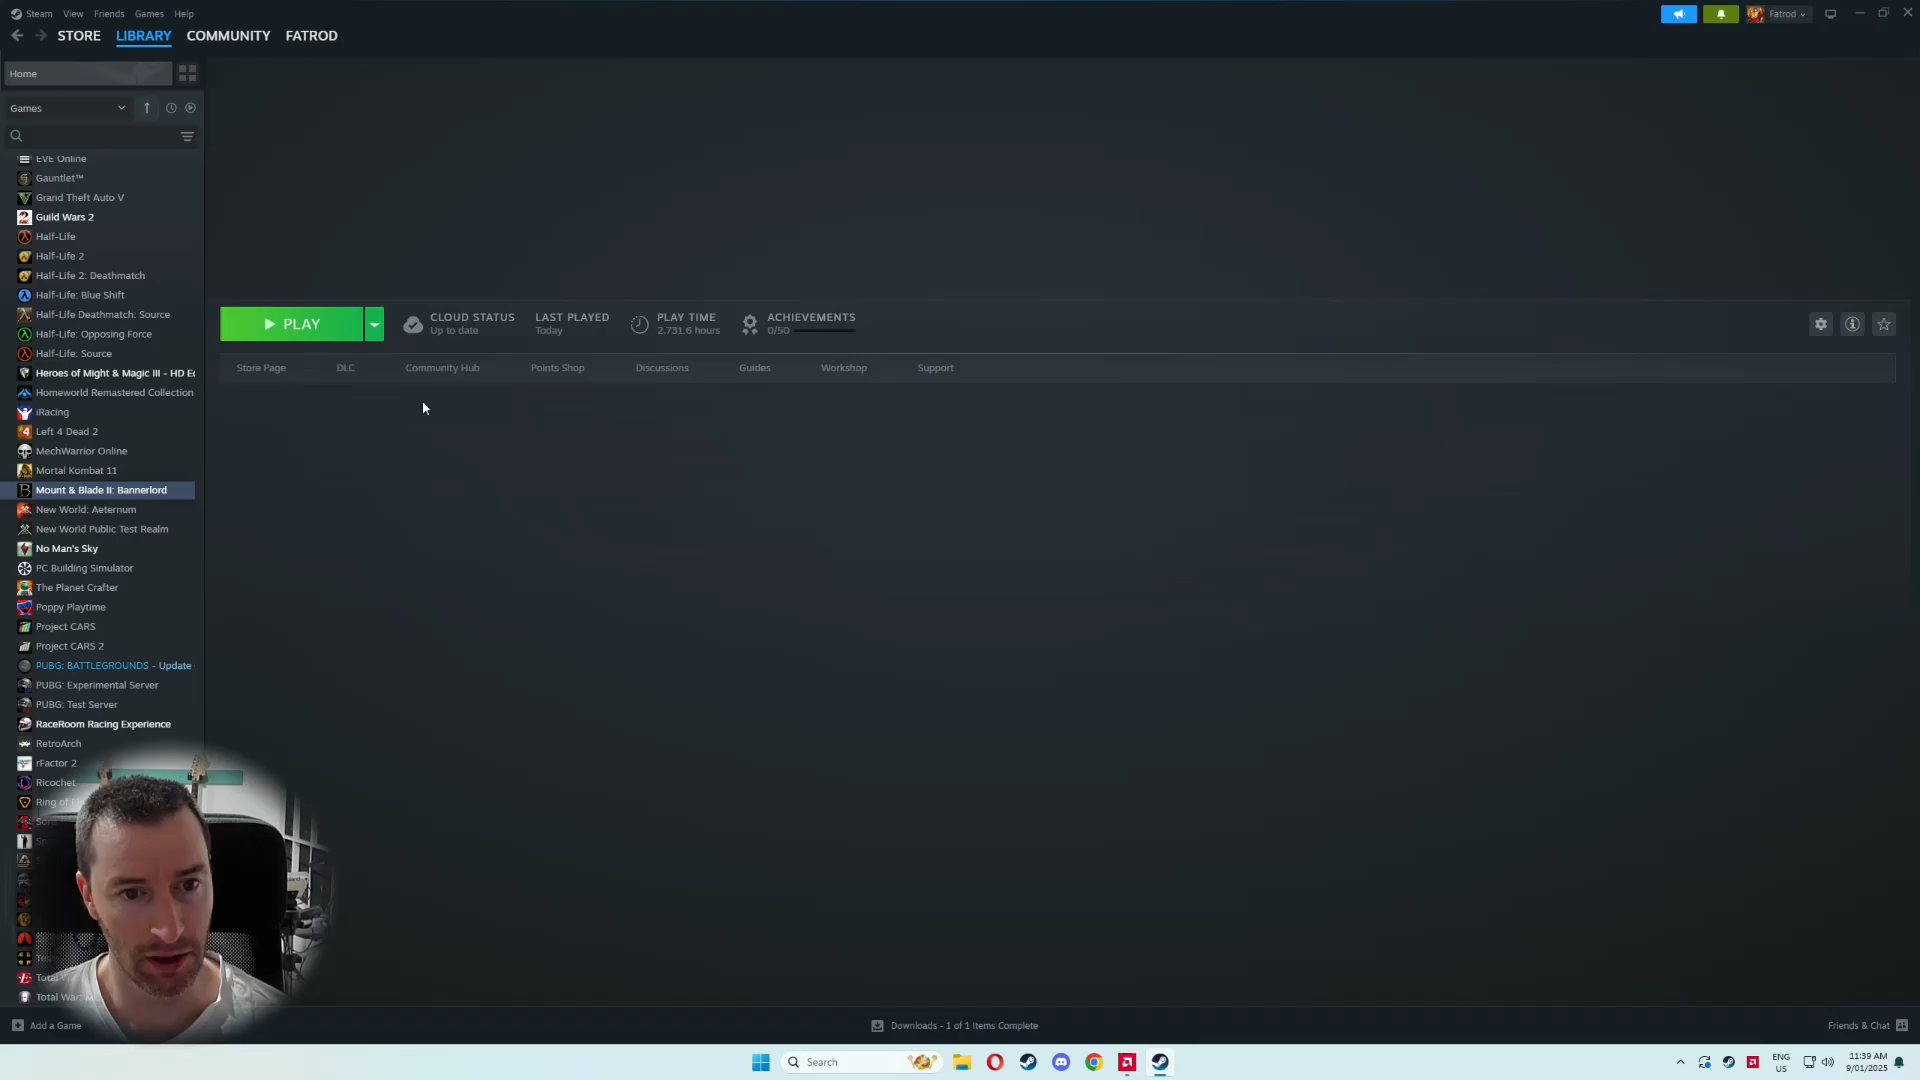 Steam View Friends Games Help
Fatrod
STORE LIBRARY COMMUNITY FATROD
Home
Games
EVE Online
Gauntlet™
Grand Theft Auto V
Guild Wars 2
Half-Life
Half-Life 2
Half-Life 2: Deathmatch
Half-Life: Blue Shift
Half-Life Deathmatch: Source
Half-Life: Opposing Force
Half-Life: Source
Heroes of Might & Magic III - HD Ec
Homeworld Remastered Collection
iRacing
Left 4 Dead 2
MechWarrior Online
Mortal Kombat 11
Mount & Blade II: Bannerlord
New World: Aeternum
New World Public Test Realm
No Man's Sky
PC Building Simulator
The Planet Crafter
Poppy Playtime
Project CARS
Project CARS 2
PUBG: BATTLEGROUNDS - Update
PUBG: Experimental Server
PUBG: Test Server
RaceRoom Racing Experience
RetroArch
rFactor 2
Ricochet
Ring of
Total
Total War:
PLAY
CLOUD STATUS
Up to date
LAST PLAYED
Today
PLAY TIME
2,731.6 hours
ACHIEVEMENTS
0/50
Store Page DLC Community Hub Points Shop Discussions Guides Workshop Support
Add a Game
Downloads - 1 of 1 Items Complete
Friends & Chat
Search
ENG
US
11:39 AM
9/01/2025